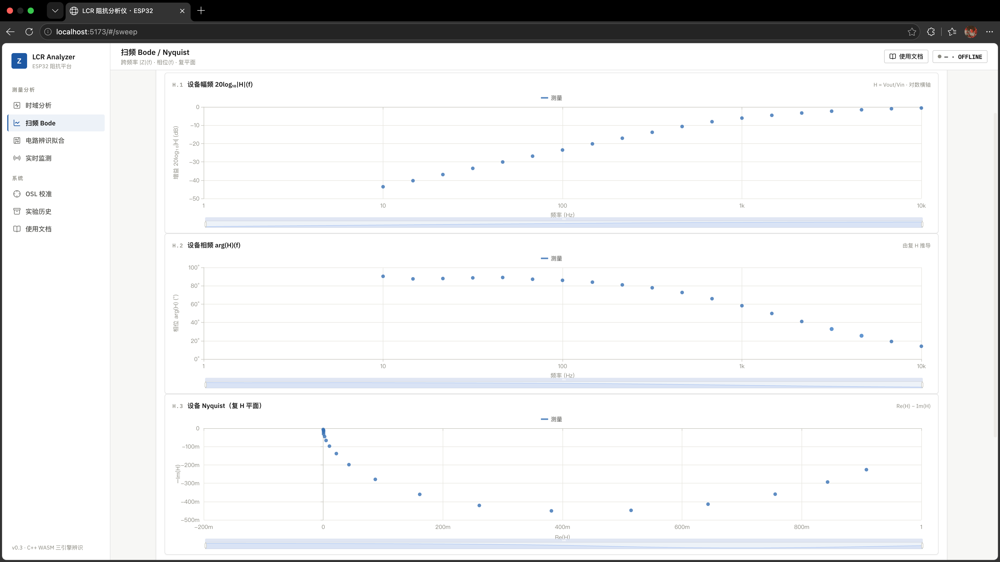 LCR 阻抗分析仪 · ESP32
localhost:5173/#/sweep
Z
LCR Analyzer
ESP32 阻抗平台
测量分析
时域分析
扫频 Bode
电路辨识拟合
实时监测
系统
OSL 校准
实验历史
使用文档
v0.3 · C++ WASM 三引擎辨识
扫频 Bode / Nyquist
跨频率 |Z|(f) · 相位(f) · 复平面
使用文档
— · OFFLINE
H.1 设备幅频 20log₁₀|H|(f)
H = Vout/Vin · 对数横轴
测量
增益 20log₁₀|H| (dB)
0
−10
−20
−30
−40
−50
1 10 100 1k 10k
频率 (Hz)
H.2 设备相频 arg(H)(f)
由复 H 推导
测量
相位 arg(H) (°)
100°
80°
60°
40°
20°
0°
1 10 100 1k 10k
频率 (Hz)
H.3 设备 Nyquist（复 H 平面）
Re(H) − Im(H)
测量
−Im(H)
0
−100m
−200m
−300m
−400m
−500m
−200m 0 200m 400m 600m 800m 1
Re(H)